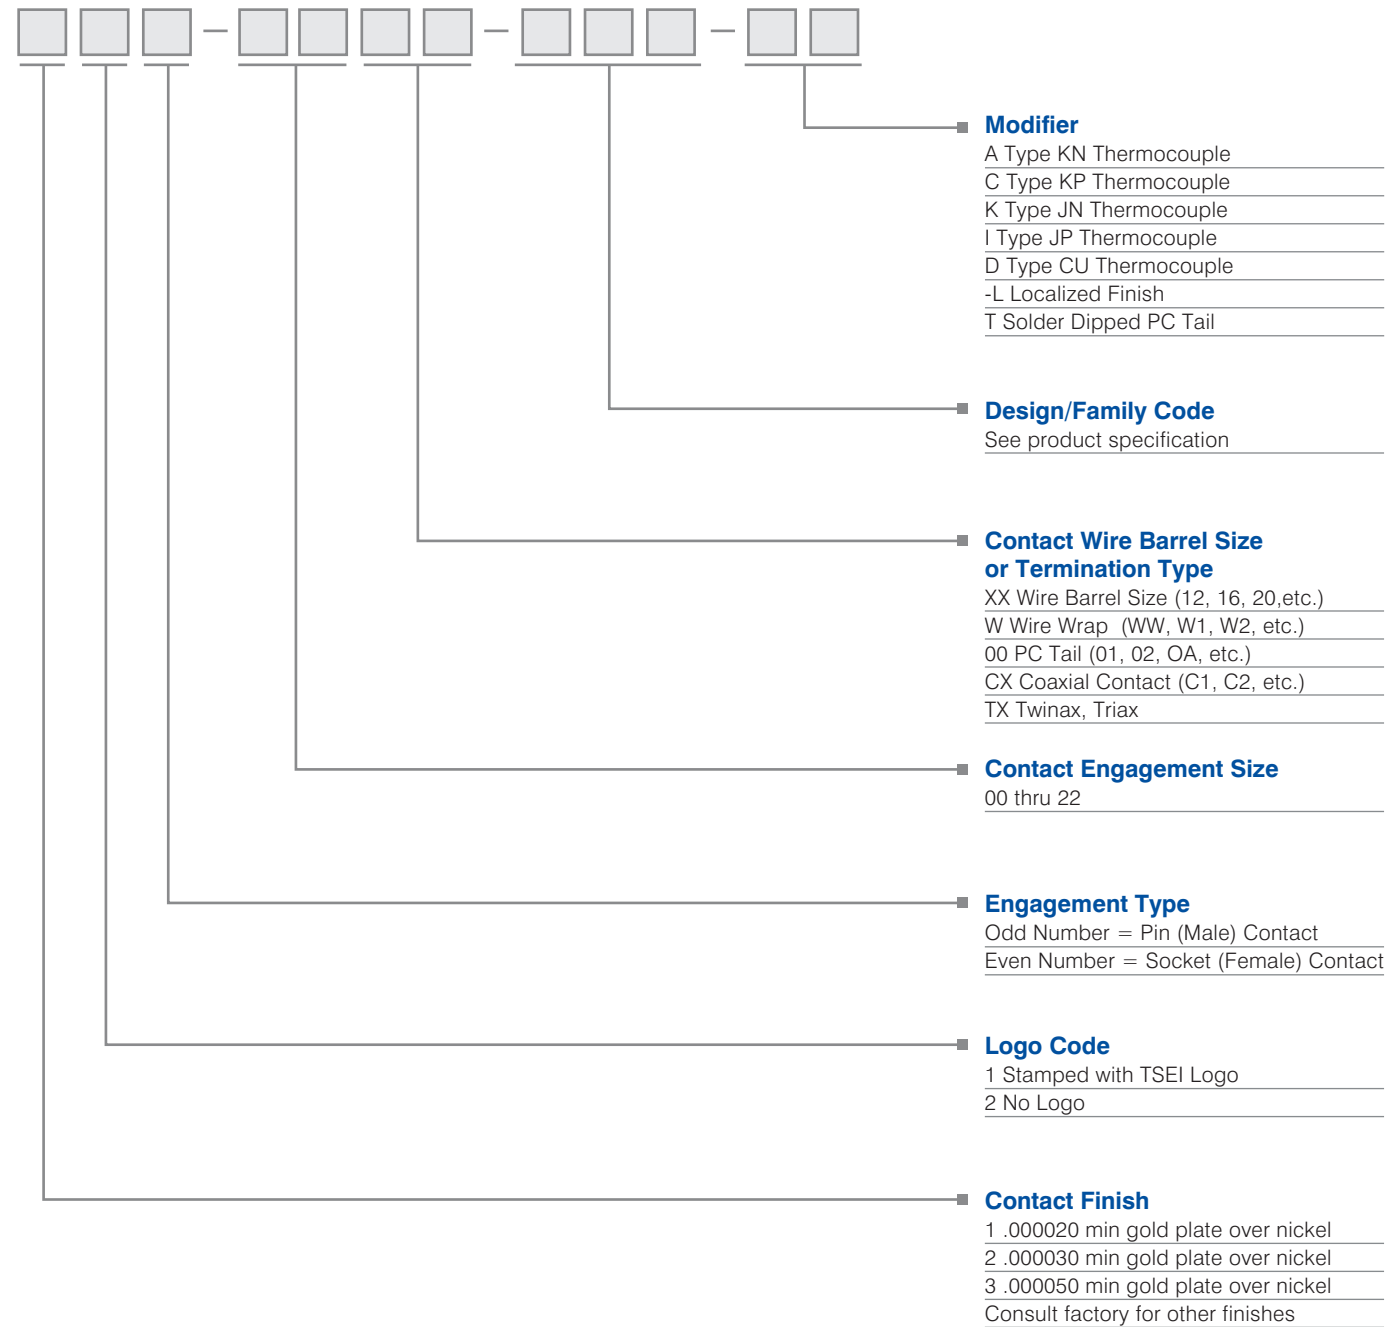 Modifier
A Type KN Thermocouple
C Type KP Thermocouple
K Type JN Thermocouple
I Type JP Thermocouple
D Type CU Thermocouple
-L Localized Finish
T Solder Dipped PC Tail
Design/Family Code
See product specification
Contact Wire Barrel Size
or Termination Type
XX Wire Barrel Size (12, 16, 20,etc.)
W Wire Wrap  (WW, W1, W2, etc.)
00 PC Tail (01, 02, OA, etc.)
CX Coaxial Contact (C1, C2, etc.)
TX Twinax, Triax
Contact Engagement Size
00 thru 22
Engagement Type
Odd Number = Pin (Male) Contact
Even Number = Socket (Female) Contact
Logo Code
1 Stamped with TSEI Logo
2 No Logo
Contact Finish
1 .000020 min gold plate over nickel
2 .000030 min gold plate over nickel
3 .000050 min gold plate over nickel
Consult factory for other finishes